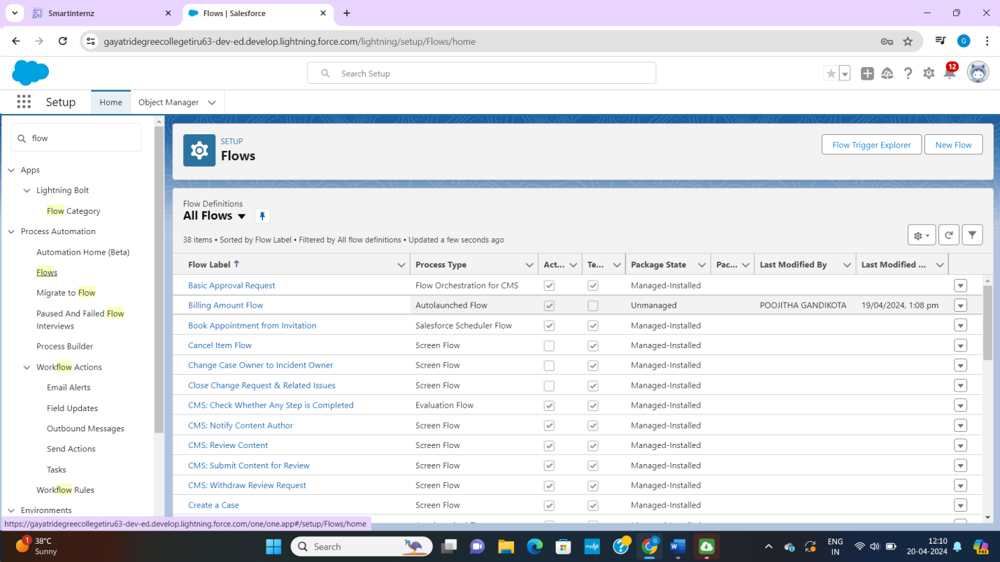 Smartinternz
Flows | Salesforce
gayatridegreecollegetiru63-dev-ed.develop.lightning.force.com/lightning/setup/Flows/home
G
Search Setup
12
Setup
Home
Object Manager
flow
Apps
Lightning Bolt
Flow Category
Process Automation
Automation Home (Beta)
Flows
Migrate to Flow
Paused And Failed Flow
Interviews
Process Builder
Workflow Actions
Email Alerts
Field Updates
Outbound Messages
Send Actions
Tasks
Workflow Rules
Environments
SETUP
Flows
Flow Trigger Explorer
New Flow
Flow Definitions
All Flows
38 items • Sorted by Flow Label • Filtered by All flow definitions • Updated a few seconds ago
Flow Label Process Type Act... Te... Package State Pac... Last Modified By Last Modified ...
Basic Approval Request Flow Orchestration for CMS Managed-Installed
Billing Amount Flow Autolaunched Flow Unmanaged POOJITHA GANDIKOTA 19/04/2024, 1:08 pm
Book Appointment from Invitation Salesforce Scheduler Flow Managed-Installed
Cancel Item Flow Screen Flow Managed-Installed
Change Case Owner to Incident Owner Screen Flow Managed-Installed
Close Change Request & Related Issues Screen Flow Managed-Installed
CMS: Check Whether Any Step is Completed Evaluation Flow Managed-Installed
CMS: Notify Content Author Screen Flow Managed-Installed
CMS: Review Content Screen Flow Managed-Installed
CMS: Submit Content for Review Screen Flow Managed-Installed
CMS: Withdraw Review Request Screen Flow Managed-Installed
Create a Case Screen Flow Managed-Installed
https://gayatridegreecollegetiru63-dev-ed.develop.lightning.force.com/one/one.app#/setup/Flows/home
1
38°C
Sunny
Search
myhp
G
W
ENG
IN
12:10
20-04-2024
PRE